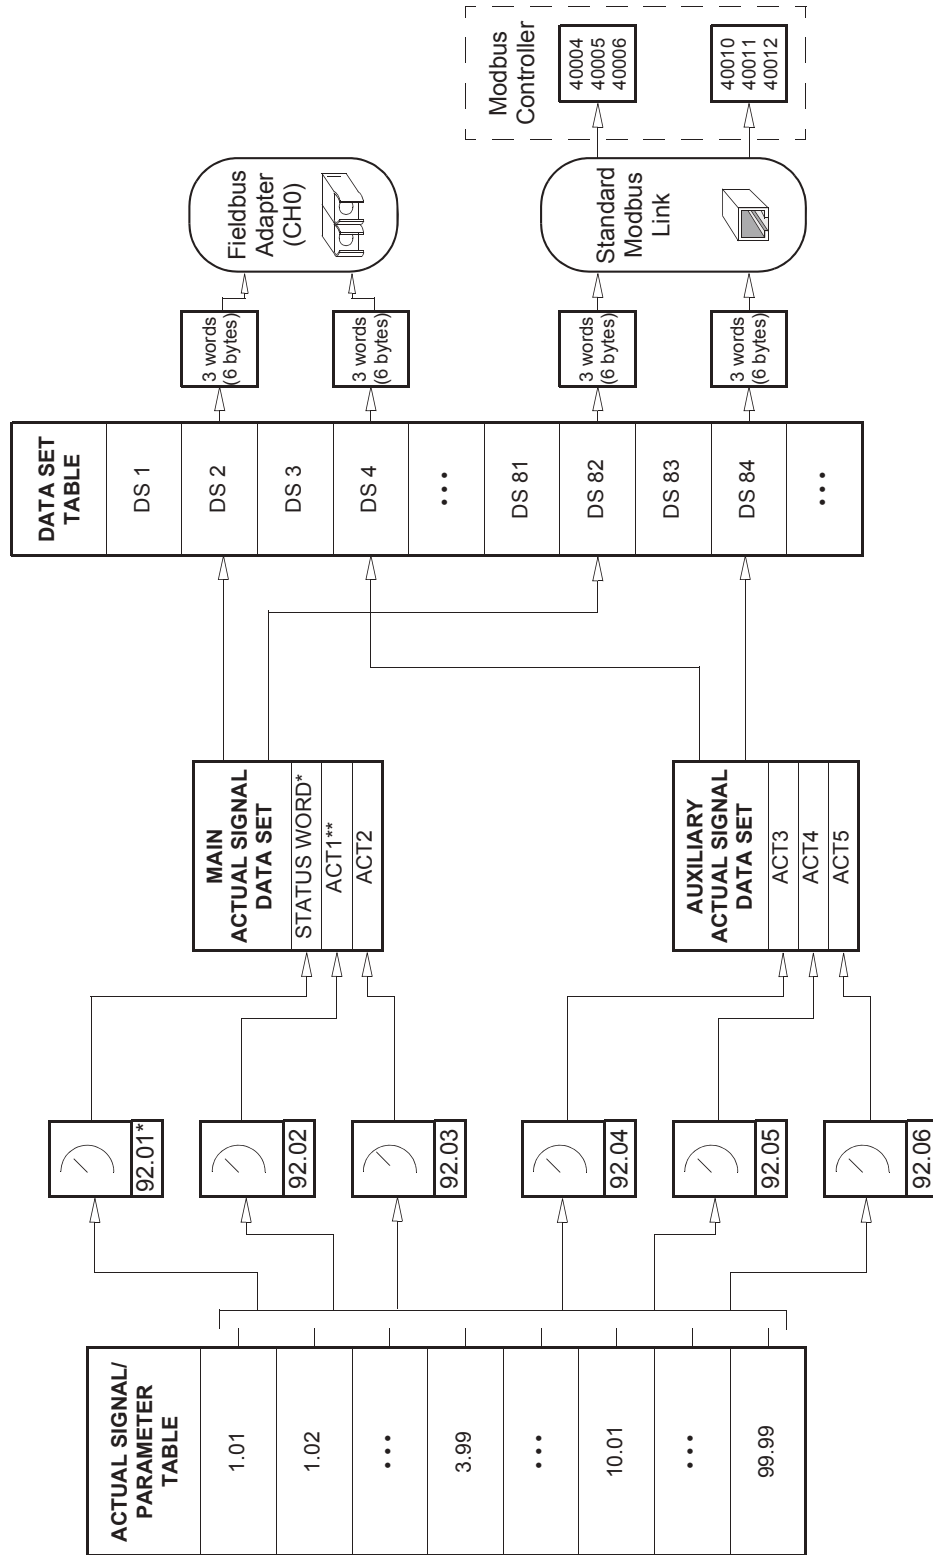 ACTUAL SIGNAL/
PARAMETER
TABLE
1.01
1.02
•••
3.99
•••
10.01
•••
99.99
92.01*
92.02
92.03
92.04
92.05
92.06
MAIN
ACTUAL SIGNAL
DATA SET
STATUS WORD*
ACT1**
ACT2
AUXILIARY
ACTUAL SIGNAL
DATA SET
ACT3
ACT4
ACT5
DATA SET
TABLE
DS 1
DS 2
DS 3
DS 4
•••
DS 81
DS 82
DS 83
DS 84
•••
3 words
(6 bytes)
3 words
(6 bytes)
3 words
(6 bytes)
3 words
(6 bytes)
Fieldbus
Adapter
(CH0)
Standard
Modbus
Link
Modbus
Controller
40004
40005
40006
40010
40011
40012